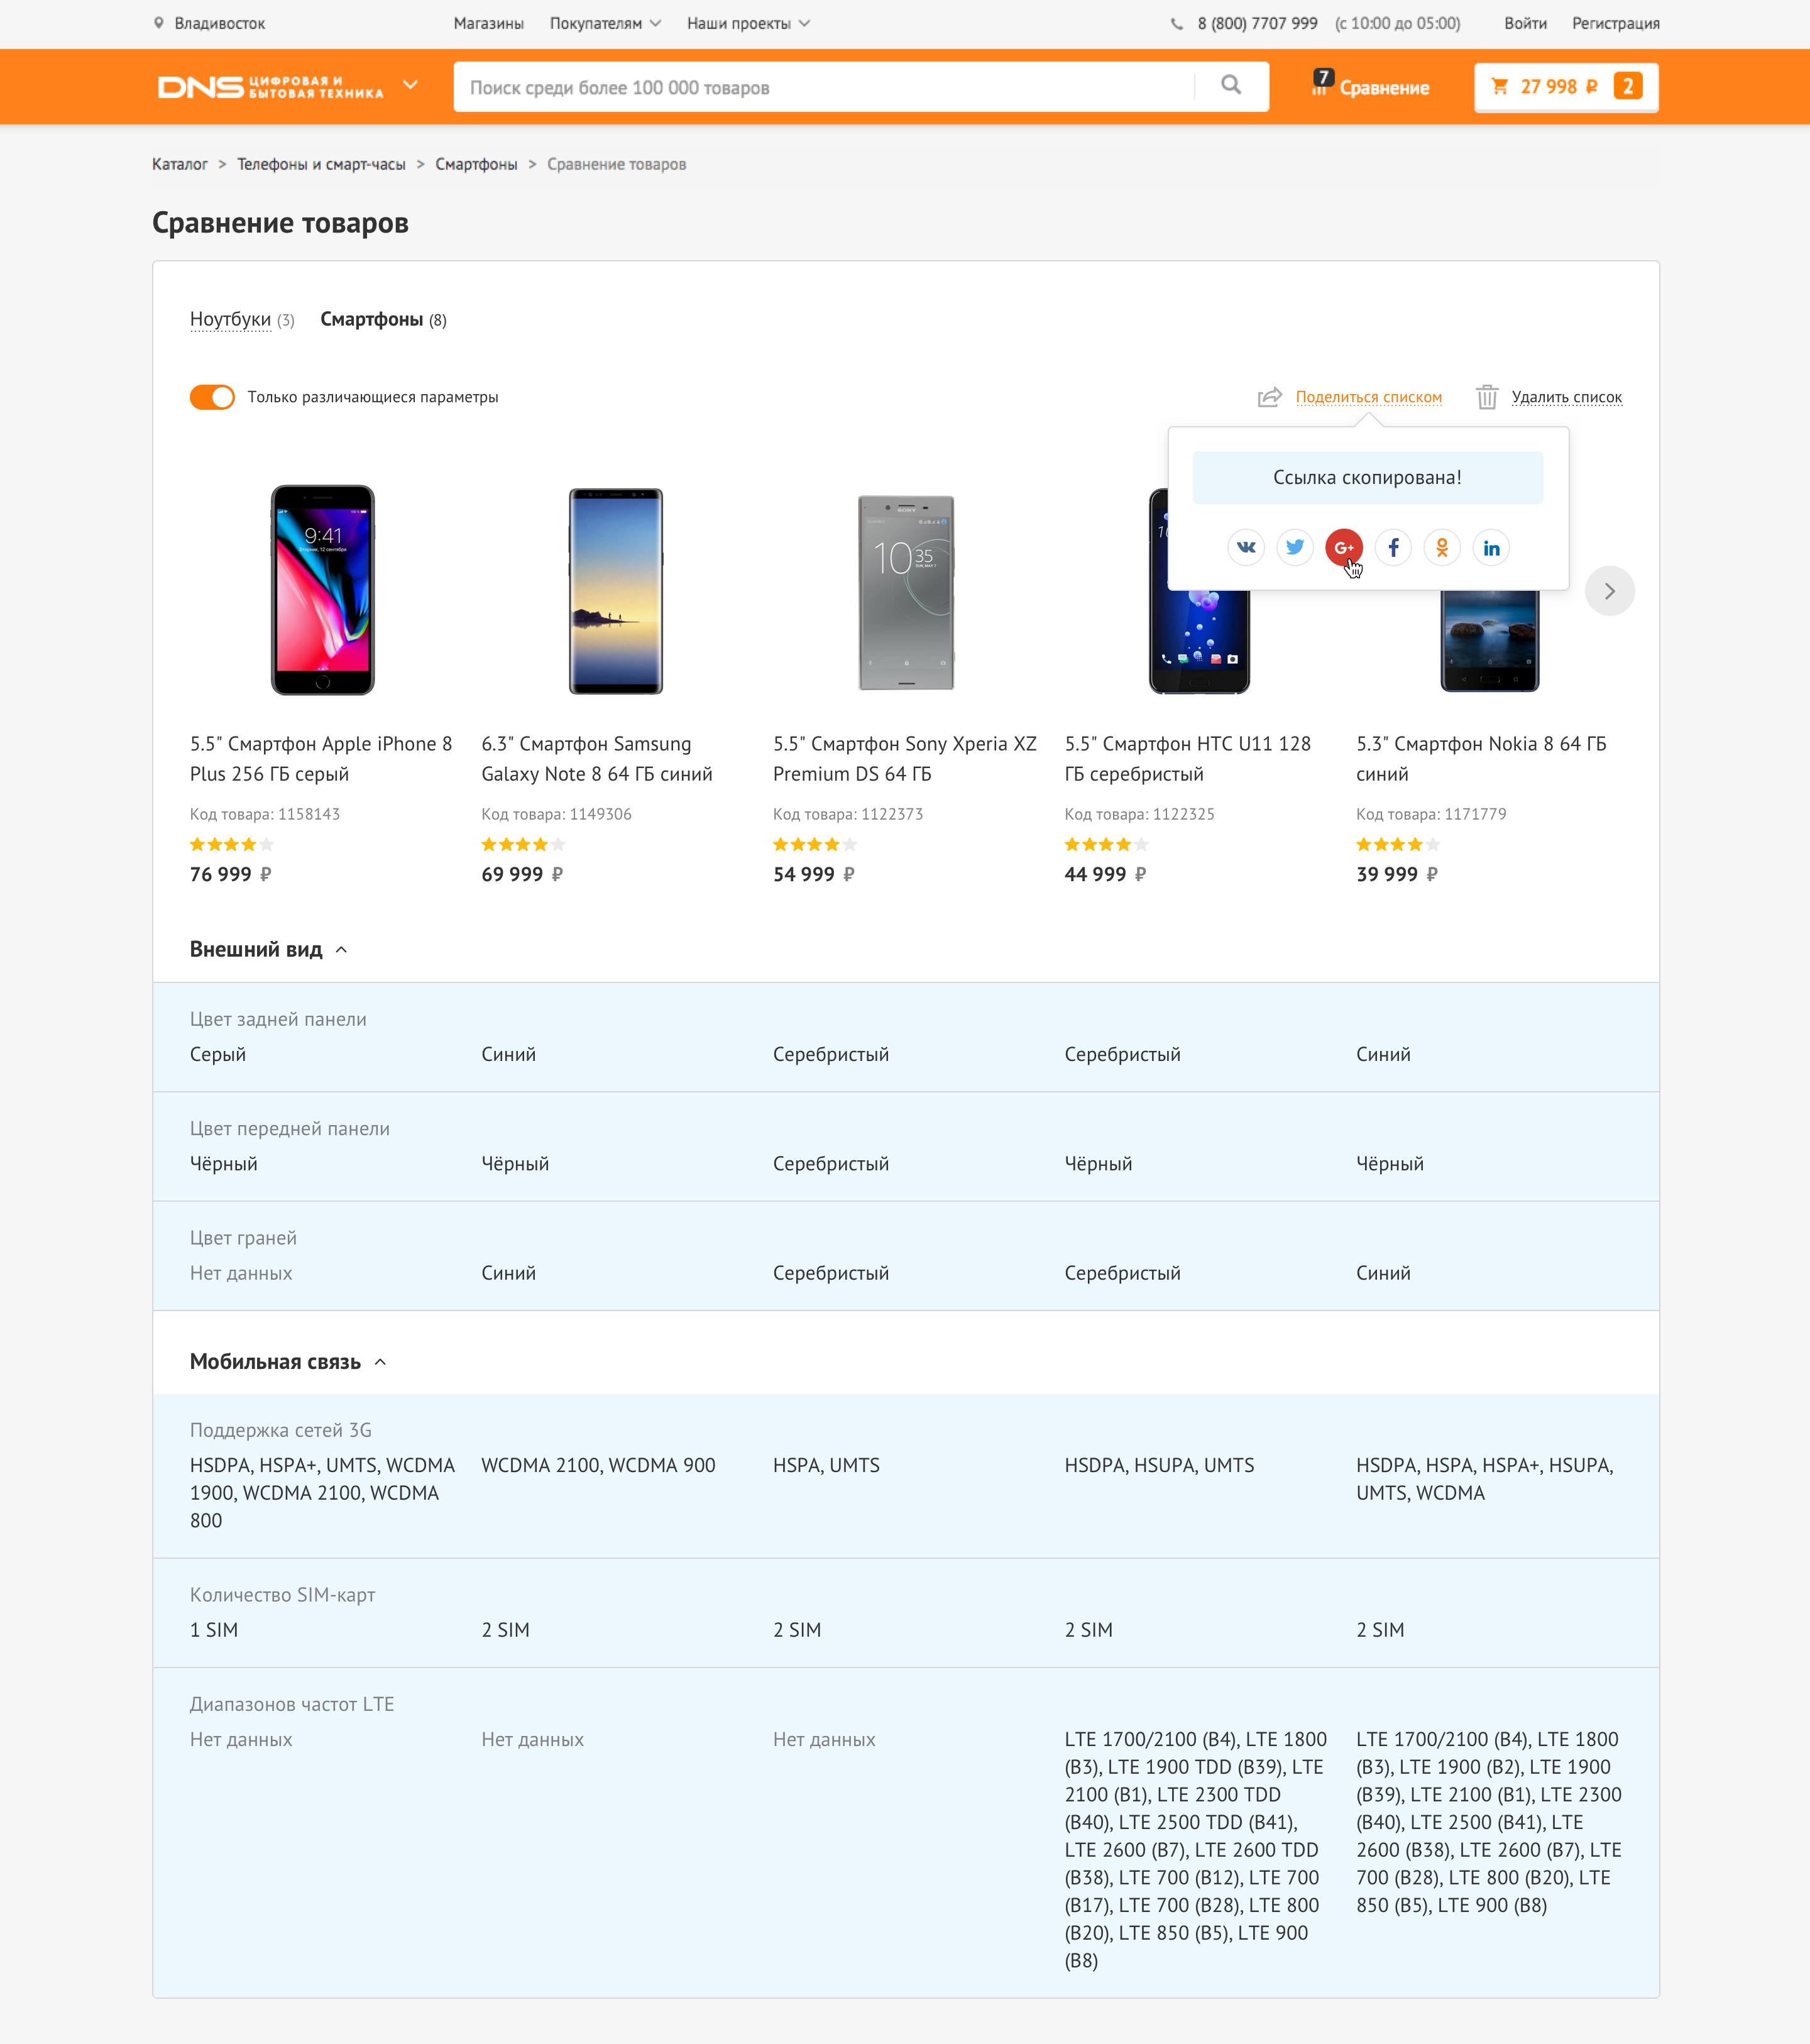 Владивосток
Магазины
Покупателям
Наши проекты
8 (800) 7707 999
(с 10:00 до 05:00)
Войти
Регистрация
DNS ЦИФРОВАЯ И
БЫТОВАЯ ТЕХНИКА
Поиск среди более 100 000 товаров
7
Сравнение
27 998 ₽
2
Каталог > Телефоны и смарт-часы > Смартфоны > Сравнение товаров
Сравнение товаров
Ноутбуки (3)
Смартфоны (8)
Только различающиеся параметры
Поделиться списком
Удалить список
Ссылка скопирована!
G+
f
in
9:41
Вторник, 12 сентября
SONY
10 35
5.5" Смартфон Apple iPhone 8
Plus 256 ГБ серый
Код товара: 1158143
76 999 ₽
6.3" Смартфон Samsung
Galaxy Note 8 64 ГБ синий
Код товара: 1149306
69 999 ₽
5.5" Смартфон Sony Xperia XZ
Premium DS 64 ГБ
Код товара: 1122373
54 999 ₽
5.5" Смартфон HTC U11 128
ГБ серебристый
Код товара: 1122325
44 999 ₽
5.3" Смартфон Nokia 8 64 ГБ
синий
Код товара: 1171779
39 999 ₽
Внешний вид
Цвет задней панели
Серый
Синий
Серебристый
Серебристый
Синий
Цвет передней панели
Чёрный
Чёрный
Серебристый
Чёрный
Чёрный
Цвет граней
Нет данных
Синий
Серебристый
Серебристый
Синий
Мобильная связь
Поддержка сетей 3G
HSDPA, HSPA+, UMTS, WCDMA
1900, WCDMA 2100, WCDMA
800
WCDMA 2100, WCDMA 900
HSPA, UMTS
HSDPA, HSUPA, UMTS
HSDPA, HSPA, HSPA+, HSUPA,
UMTS, WCDMA
Количество SIM-карт
1 SIM
2 SIM
2 SIM
2 SIM
2 SIM
Диапазонов частот LTE
Нет данных
Нет данных
Нет данных
LTE 1700/2100 (B4), LTE 1800
(B3), LTE 1900 TDD (B39), LTE
2100 (B1), LTE 2300 TDD
(B40), LTE 2500 TDD (B41),
LTE 2600 (B7), LTE 2600 TDD
(B38), LTE 700 (B12), LTE 700
(B17), LTE 700 (B28), LTE 800
(B20), LTE 850 (B5), LTE 900
(B8)
LTE 1700/2100 (B4), LTE 1800
(B3), LTE 1900 (B2), LTE 1900
(B39), LTE 2100 (B1), LTE 2300
(B40), LTE 2500 (B41), LTE
2600 (B38), LTE 2600 (B7), LTE
700 (B28), LTE 800 (B20), LTE
850 (B5), LTE 900 (B8)